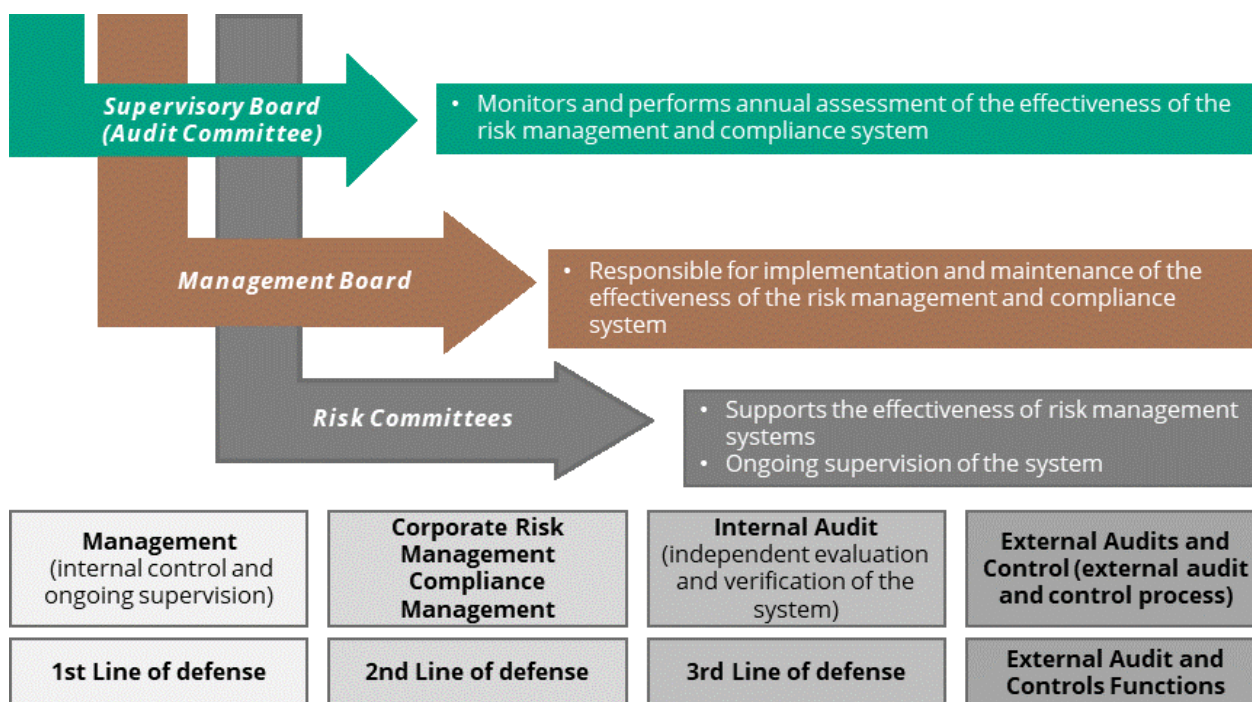 Supervisory Board
(Audit Committee)
• Monitors and performs annual assessment of the effectiveness of the
risk management and compliance system
Management Board
• Responsible for implementation and maintenance of the
effectiveness of the risk management and compliance
system
Risk Committees
• Supports the effectiveness of risk management
systems
• Ongoing supervision of the system
Management
(internal control and
ongoing supervision)
Corporate Risk
Management
Compliance
Management
Internal Audit
(independent evaluation
and verification of the
system)
External Audits and
Control (external audit
and control process)
1st Line of defense
2nd Line of defense
3rd Line of defense
External Audit and
Controls Functions